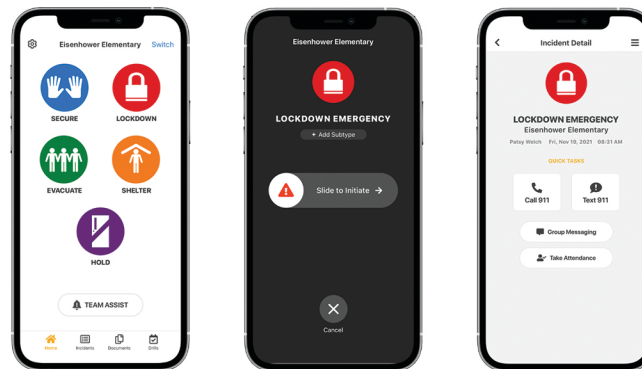 Eisenhower Elementary Switch
SECURE LOCKDOWN
EVACUATE SHELTER
HOLD
TEAM ASSIST
Home Incidents Documents Drills
Eisenhower Elementary
LOCKDOWN EMERGENCY
+ Add Subtype
Slide to Initiate →
Cancel
Incident Detail
LOCKDOWN EMERGENCY
Eisenhower Elementary
Patsy Welch Fri, Nov 19, 2021 08:31 AM
QUICK TASKS
Call 911 Text 911
Group Messaging
Take Attendance